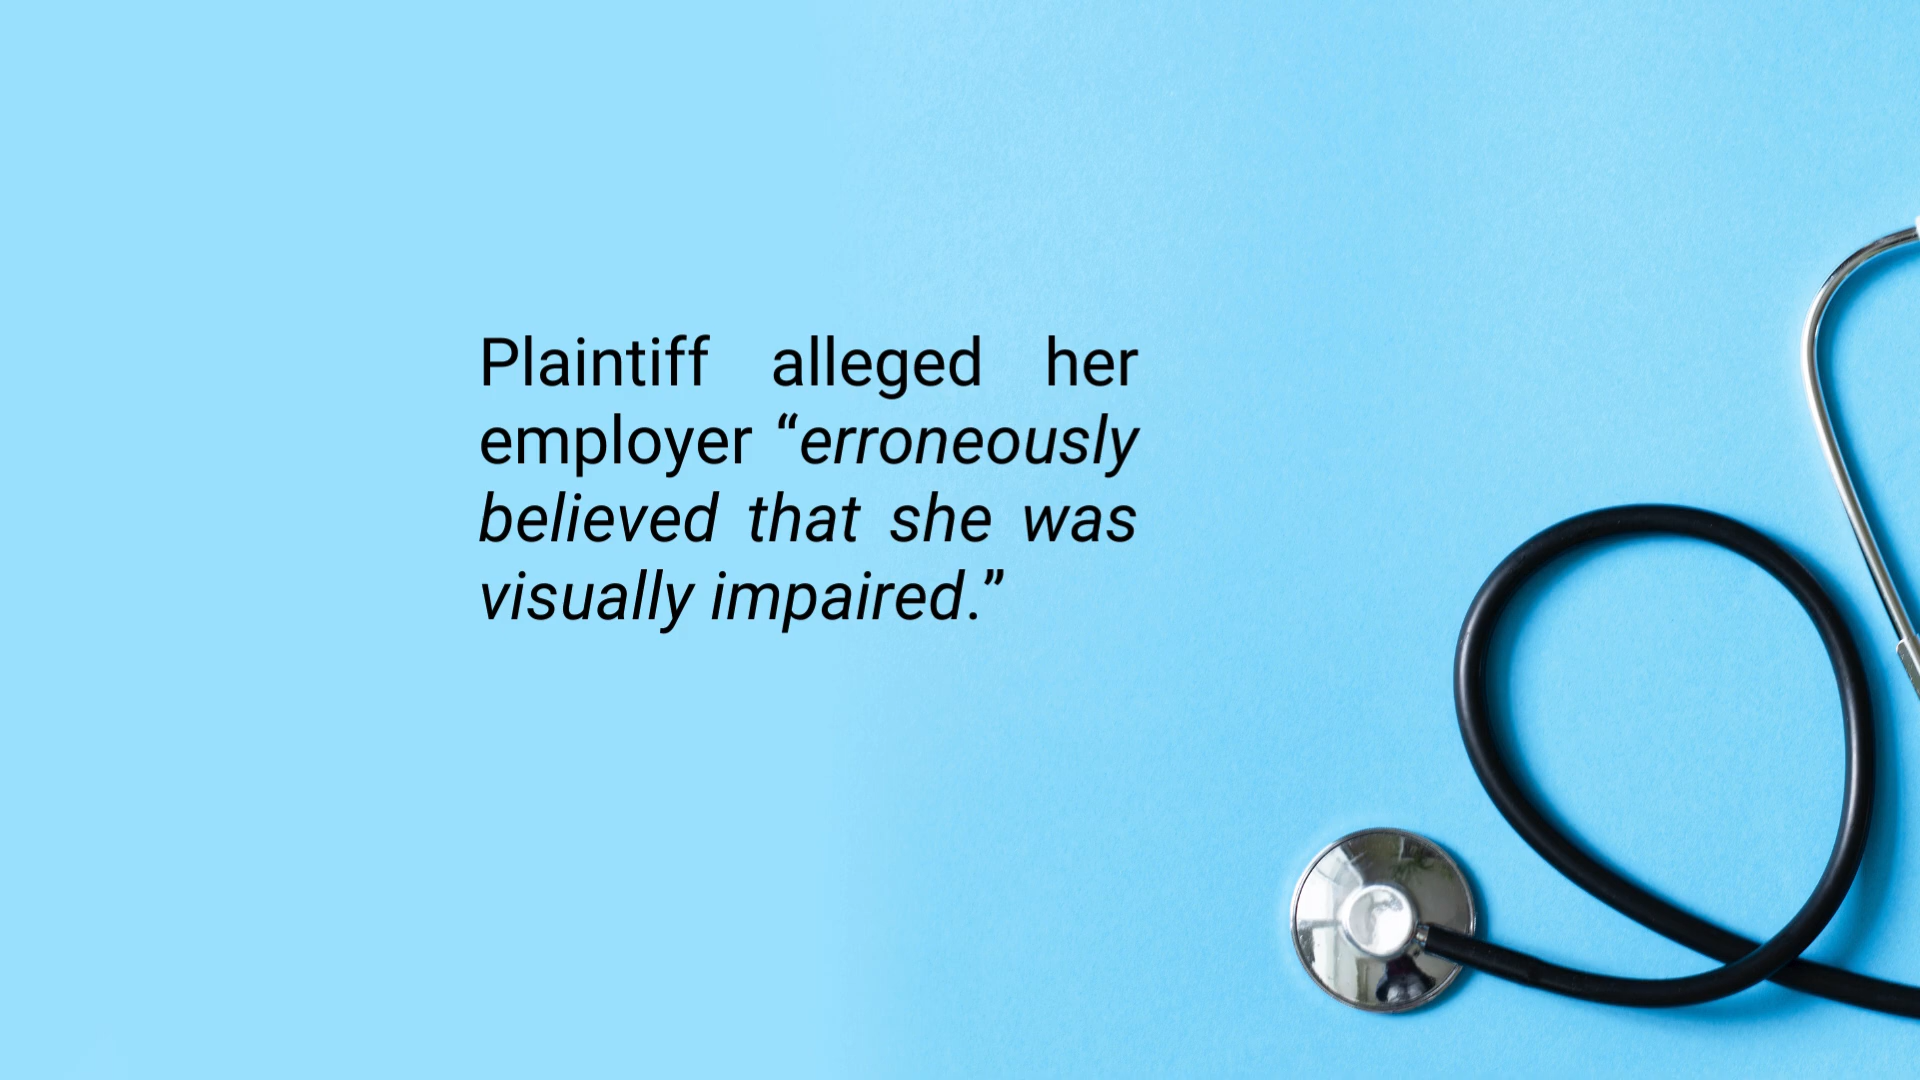 Plaintiff alleged her
employer “erroneously
believed that she was
visually impaired.”